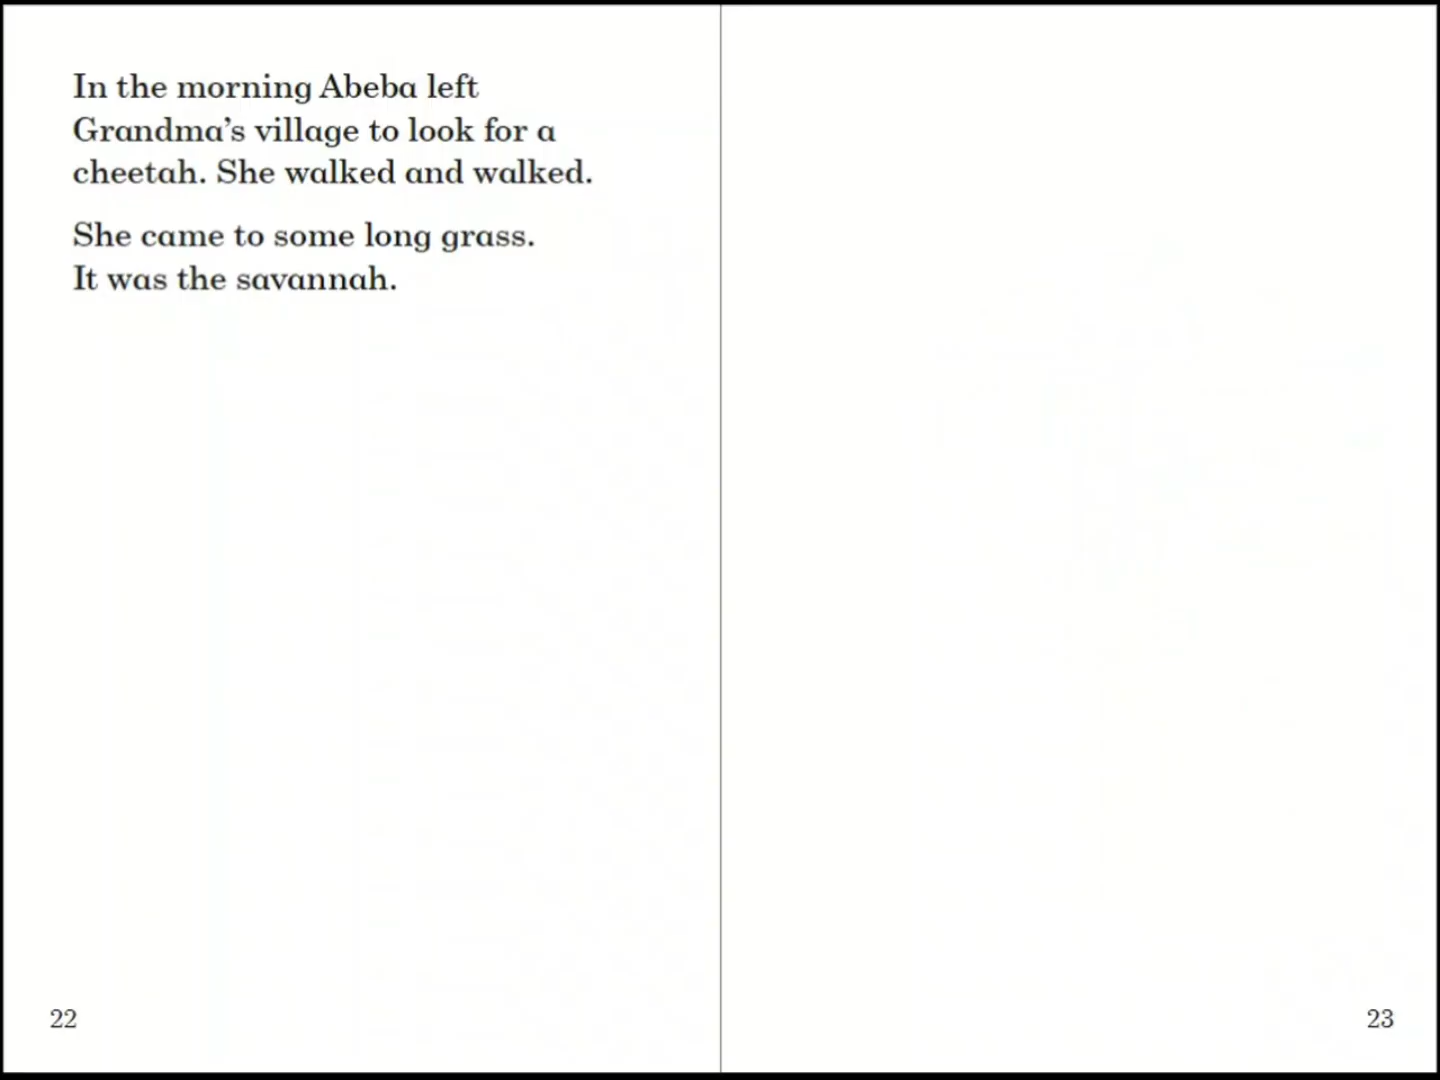 In the morning Abeba left
Grandma’s village to look for a
cheetah. She walked and walked.
She came to some long grass.
It was the savannah.
22
23